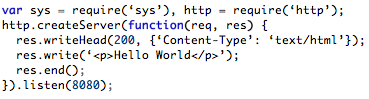 var sys = require(‘sys’), http = require(‘http’);
http.createServer(function(req, res) {
  res.writeHead(200, {‘Content-Type’: ‘text/html’});
  res.write(‘<p>Hello World</p>’);
  res.end();
}).listen(8080);